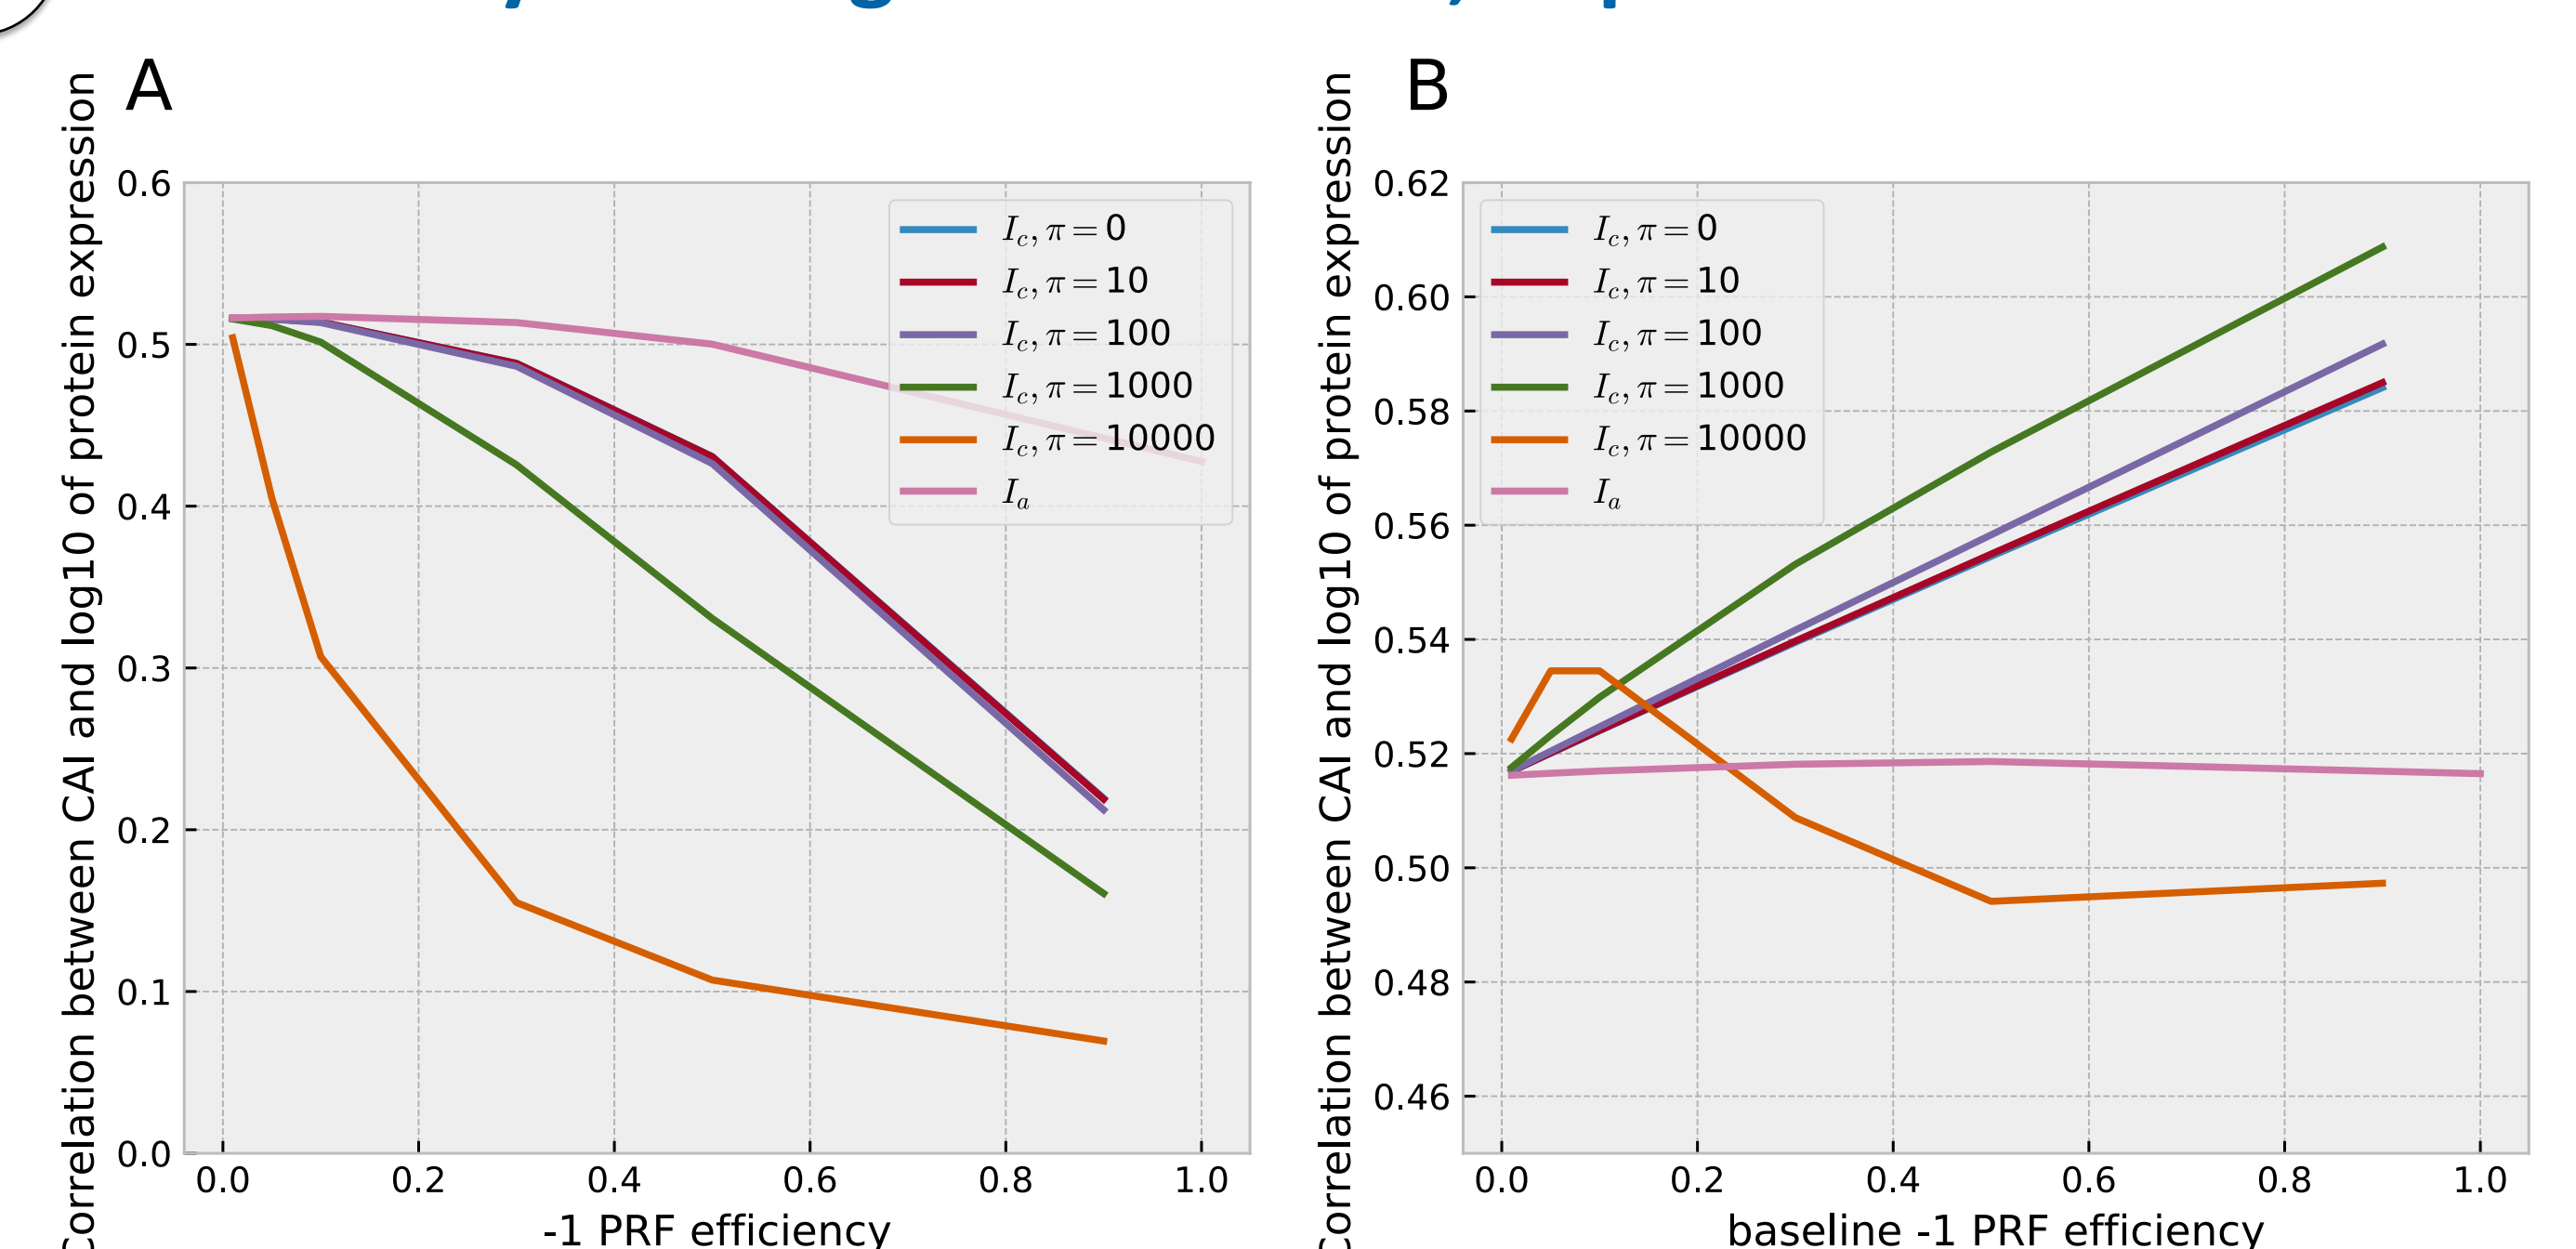 A
Correlation between CAI and log10 of protein expression
0.6
0.5
0.4
0.3
0.2
0.1
0.0
I_c, π = 0
I_c, π = 10
I_c, π = 100
I_c, π = 1000
I_c, π = 10000
I_a
0.0 0.2 0.4 0.6 0.8 1.0
-1 PRF efficiency
B
Correlation between CAI and log10 of protein expression
0.62
0.60
0.58
0.56
0.54
0.52
0.50
0.48
0.46
I_c, π = 0
I_c, π = 10
I_c, π = 100
I_c, π = 1000
I_c, π = 10000
I_a
0.0 0.2 0.4 0.6 0.8 1.0
baseline -1 PRF efficiency